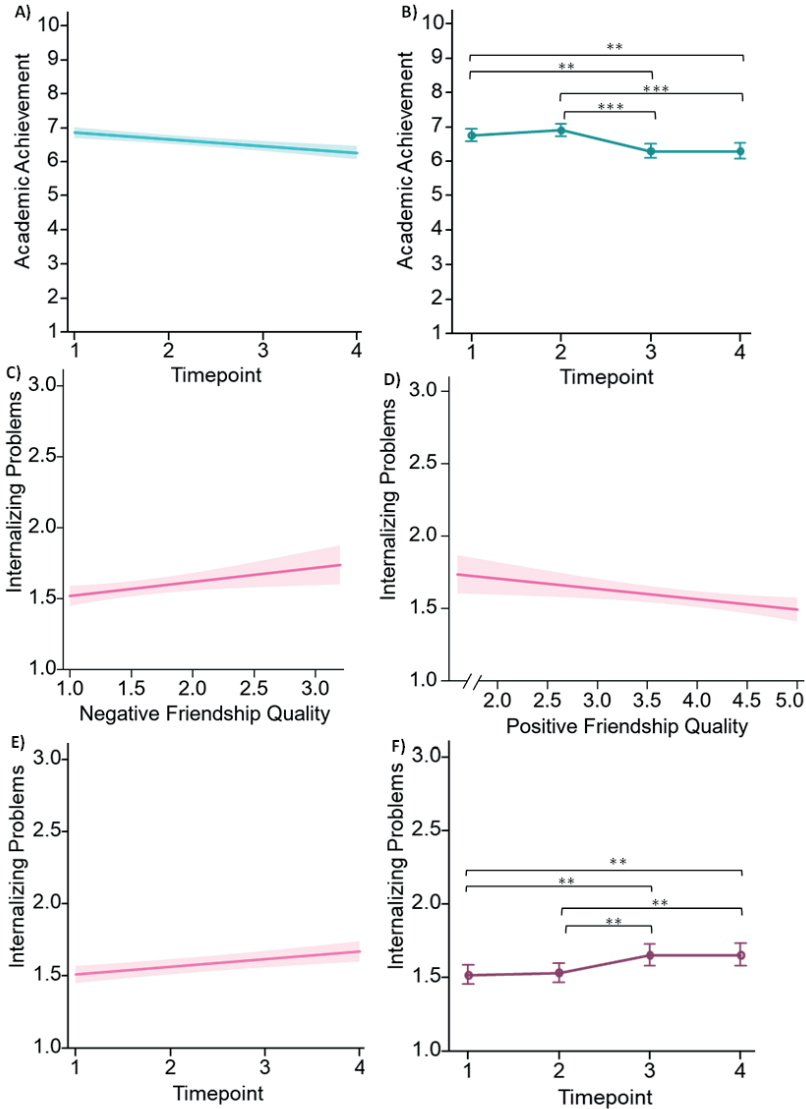 A)
Academic Achievement
10
9
8
7
6
5
4
3
2
1
1 2 3 4
Timepoint
B)
Academic Achievement
10
9
8
7
6
5
4
3
2
1
**
**
***
***
1 2 3 4
Timepoint
C)
Internalizing Problems
3.0
2.5
2.0
1.5
1.0
1.0 1.5 2.0 2.5 3.0
Negative Friendship Quality
D)
Internalizing Problems
3.0
2.5
2.0
1.5
1.0
2.0 2.5 3.0 3.5 4.0 4.5 5.0
Positive Friendship Quality
E)
Internalizing Problems
3.0
2.5
2.0
1.5
1.0
1 2 3 4
Timepoint
F)
Internalizing Problems
3.0
2.5
2.0
1.5
1.0
**
**
**
**
1 2 3 4
Timepoint